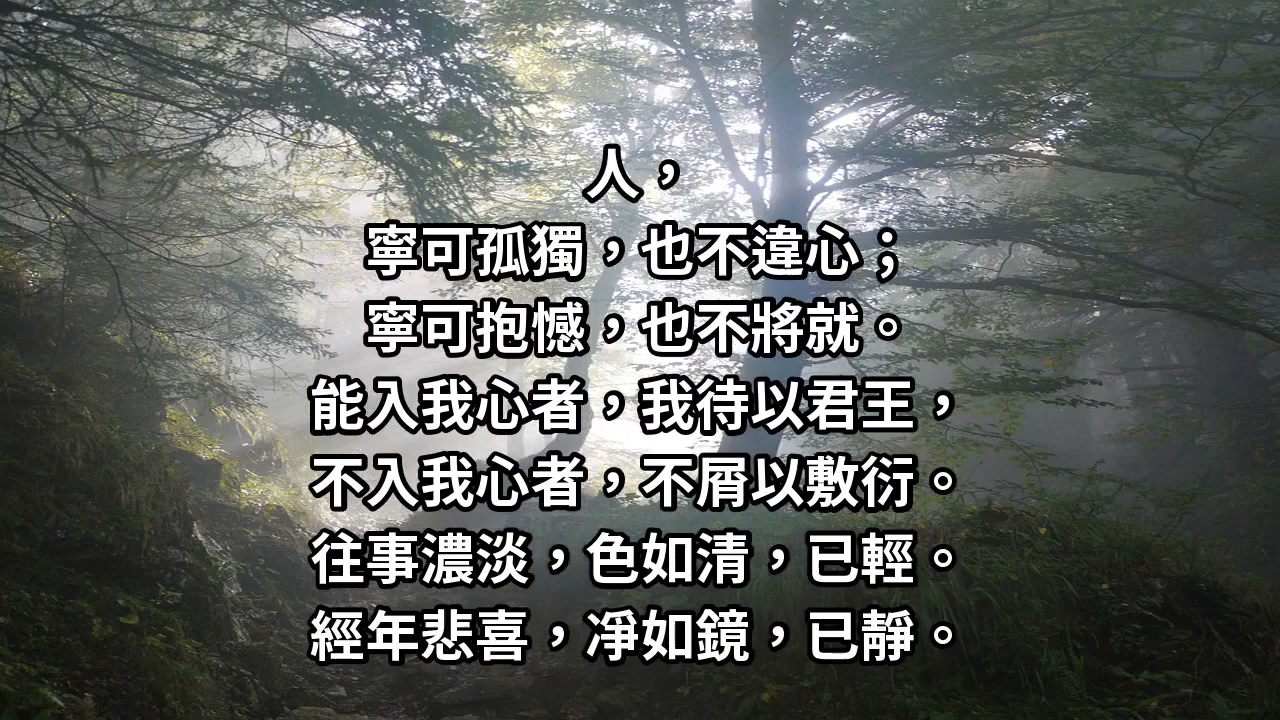 人，
寧可孤獨，也不違心；
寧可抱憾，也不將就。
能入我心者，我待以君王，
不入我心者，不屑以敷衍。
往事濃淡，色如清，已輕。
經年悲喜，凈如鏡，已靜。